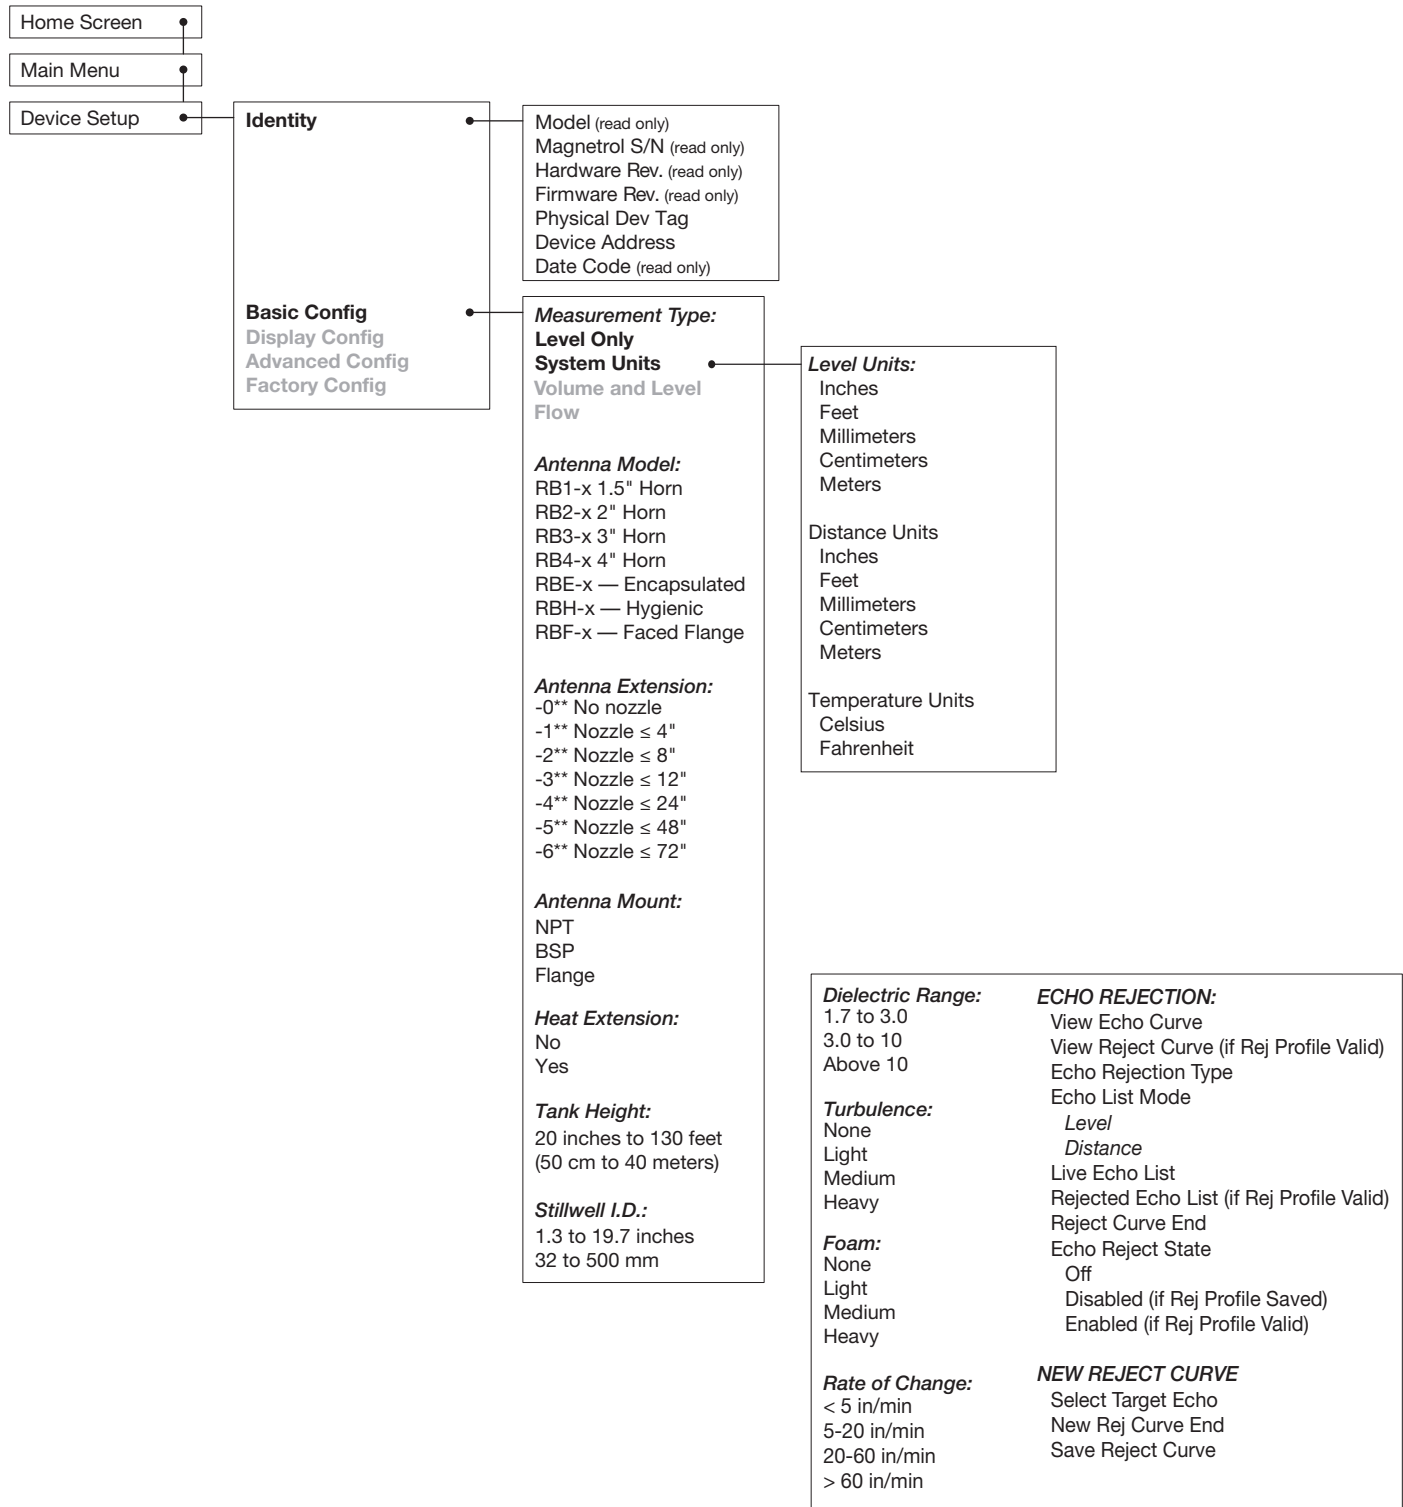 Home Screen
Main Menu
Device Setup
Identity
Model (read only)
Magnetrol S/N (read only)
Hardware Rev. (read only)
Firmware Rev. (read only)
Physical Dev Tag
Device Address
Date Code (read only)
Basic Config
Display Config
Advanced Config
Factory Config
Measurement Type:
Level Only
System Units
Volume and Level
Flow
Antenna Model:
RB1-x 1.5" Horn
RB2-x 2" Horn
RB3-x 3" Horn
RB4-x 4" Horn
RBE-x — Encapsulated
RBH-x — Hygienic
RBF-x — Faced Flange
Antenna Extension:
-0** No nozzle
-1** Nozzle ≤ 4"
-2** Nozzle ≤ 8"
-3** Nozzle ≤ 12"
-4** Nozzle ≤ 24"
-5** Nozzle ≤ 48"
-6** Nozzle ≤ 72"
Antenna Mount:
NPT
BSP
Flange
Heat Extension:
No
Yes
Tank Height:
20 inches to 130 feet
(50 cm to 40 meters)
Stillwell I.D.:
1.3 to 19.7 inches
32 to 500 mm
Level Units:
Inches
Feet
Millimeters
Centimeters
Meters
Distance Units
Inches
Feet
Millimeters
Centimeters
Meters
Temperature Units
Celsius
Fahrenheit
Dielectric Range:
1.7 to 3.0
3.0 to 10
Above 10
Turbulence:
None
Light
Medium
Heavy
Foam:
None
Light
Medium
Heavy
Rate of Change:
< 5 in/min
5-20 in/min
20-60 in/min
> 60 in/min
ECHO REJECTION:
View Echo Curve
View Reject Curve (if Rej Profile Valid)
Echo Rejection Type
Echo List Mode
Level
Distance
Live Echo List
Rejected Echo List (if Rej Profile Valid)
Reject Curve End
Echo Reject State
Off
Disabled (if Rej Profile Saved)
Enabled (if Rej Profile Valid)
NEW REJECT CURVE
Select Target Echo
New Rej Curve End
Save Reject Curve